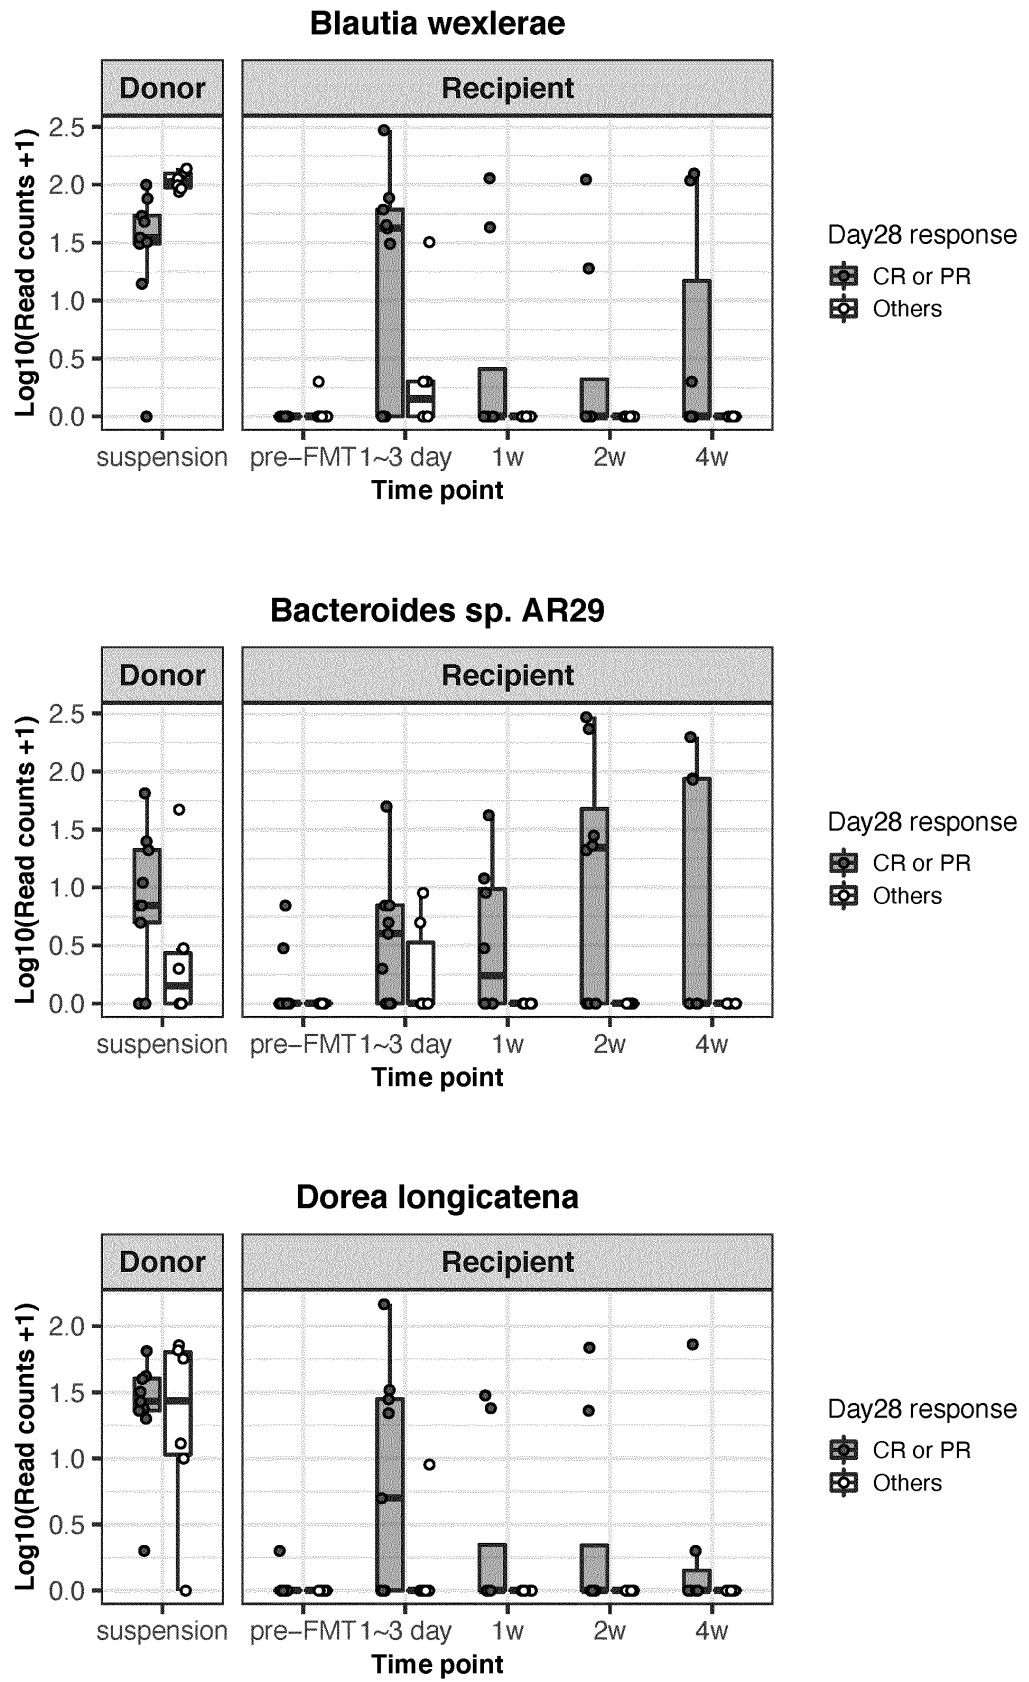 Blautia wexlerae
Donor
Recipient
Log10(Read counts +1)
2.5
2.0
1.5
1.0
0.5
0.0
suspension
pre−FMT
1~3 day
1w
2w
4w
Time point
Day28 response
CR or PR
Others
Bacteroides sp. AR29
Donor
Recipient
Log10(Read counts +1)
2.5
2.0
1.5
1.0
0.5
0.0
suspension
pre−FMT
1~3 day
1w
2w
4w
Time point
Day28 response
CR or PR
Others
Dorea longicatena
Donor
Recipient
Log10(Read counts +1)
2.0
1.5
1.0
0.5
0.0
suspension
pre−FMT
1~3 day
1w
2w
4w
Time point
Day28 response
CR or PR
Others